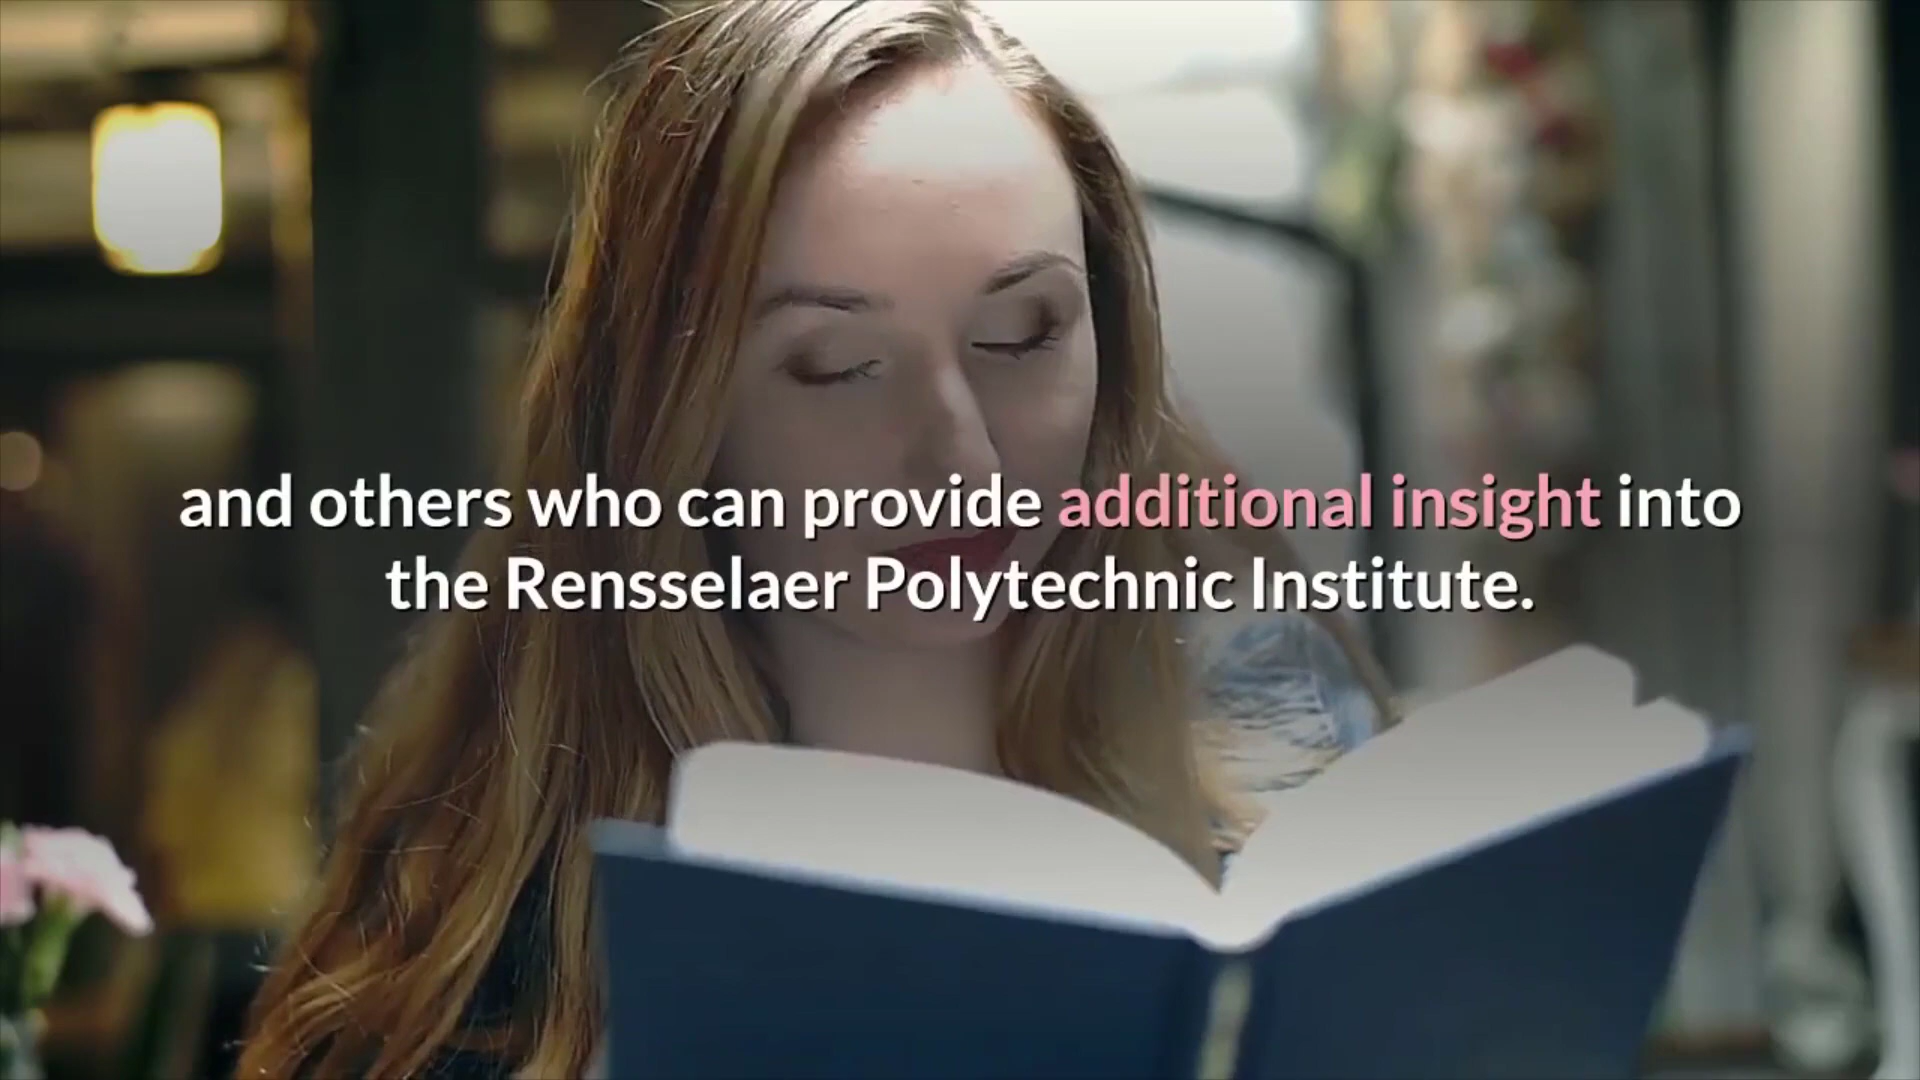 and others who can provide additional insight into
the Rensselaer Polytechnic Institute.